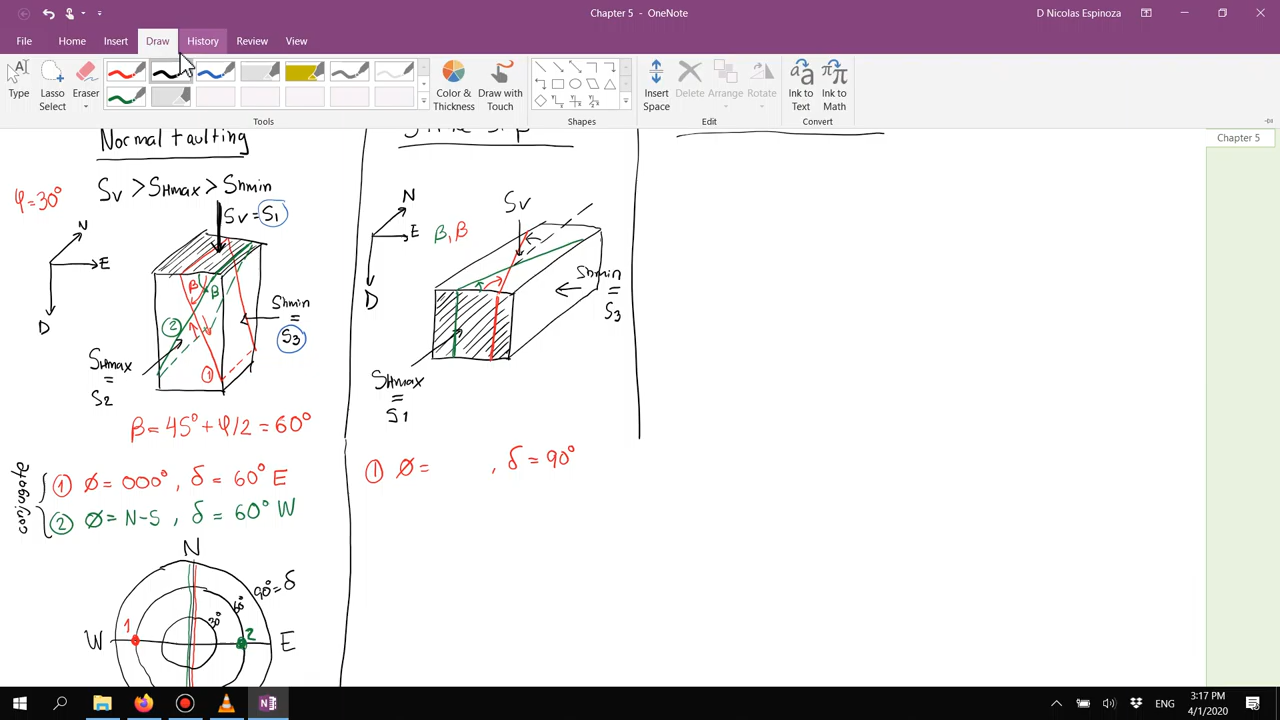 Chapter 5 - OneNote
D Nicolas Espinoza
File Home Insert Draw History Review View
Type
Lasso Select
Eraser
Color & Thickness
Draw with Touch
Insert Space
Delete
Arrange
Rotate
Ink to Text
Ink to Math
Tools
Shapes
Edit
Convert
Chapter 5
Normal faulting
Sv > SHmax > Shmin
φ=30°
Sv = S1
N
E
D
β
β
2
1
Shmin
=
S3
SHmax
=
S2
β = 45° + φ/2 = 60°
conjugate
1 Ø = 000°, δ = 60° E
2 Ø = N-S, δ = 60° W
N
90° = δ
60°
30°
W
1
2
E
N
E
D
β, β
Sv
Shmin
=
S3
SHmax
=
S1
1 Ø = , δ = 90°
ENG
3:17 PM
4/1/2020